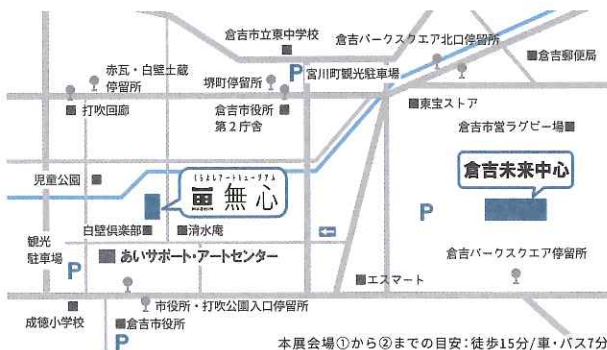 倉吉市立東中学校
倉吉パークスクエア北口停留所
赤瓦・白壁土蔵
停留所
堺町停留所
P
宮川町観光駐車場
倉吉郵便局
打吹回廊
倉吉市役所
第2庁舎
東宝ストア
倉吉市営ラグビー場
児童公園
くらよしアートミュージアム
無心
倉吉未来中心
白壁倶楽部
清水庵
P
観光
駐車場
P
あいサポート・アートセンター
倉吉パークスクエア停留所
エスマート
市役所・打吹公園入口停留所
成徳小学校
倉吉市役所
P
本展会場①から②までの目安：徒歩15分/車・バス7分